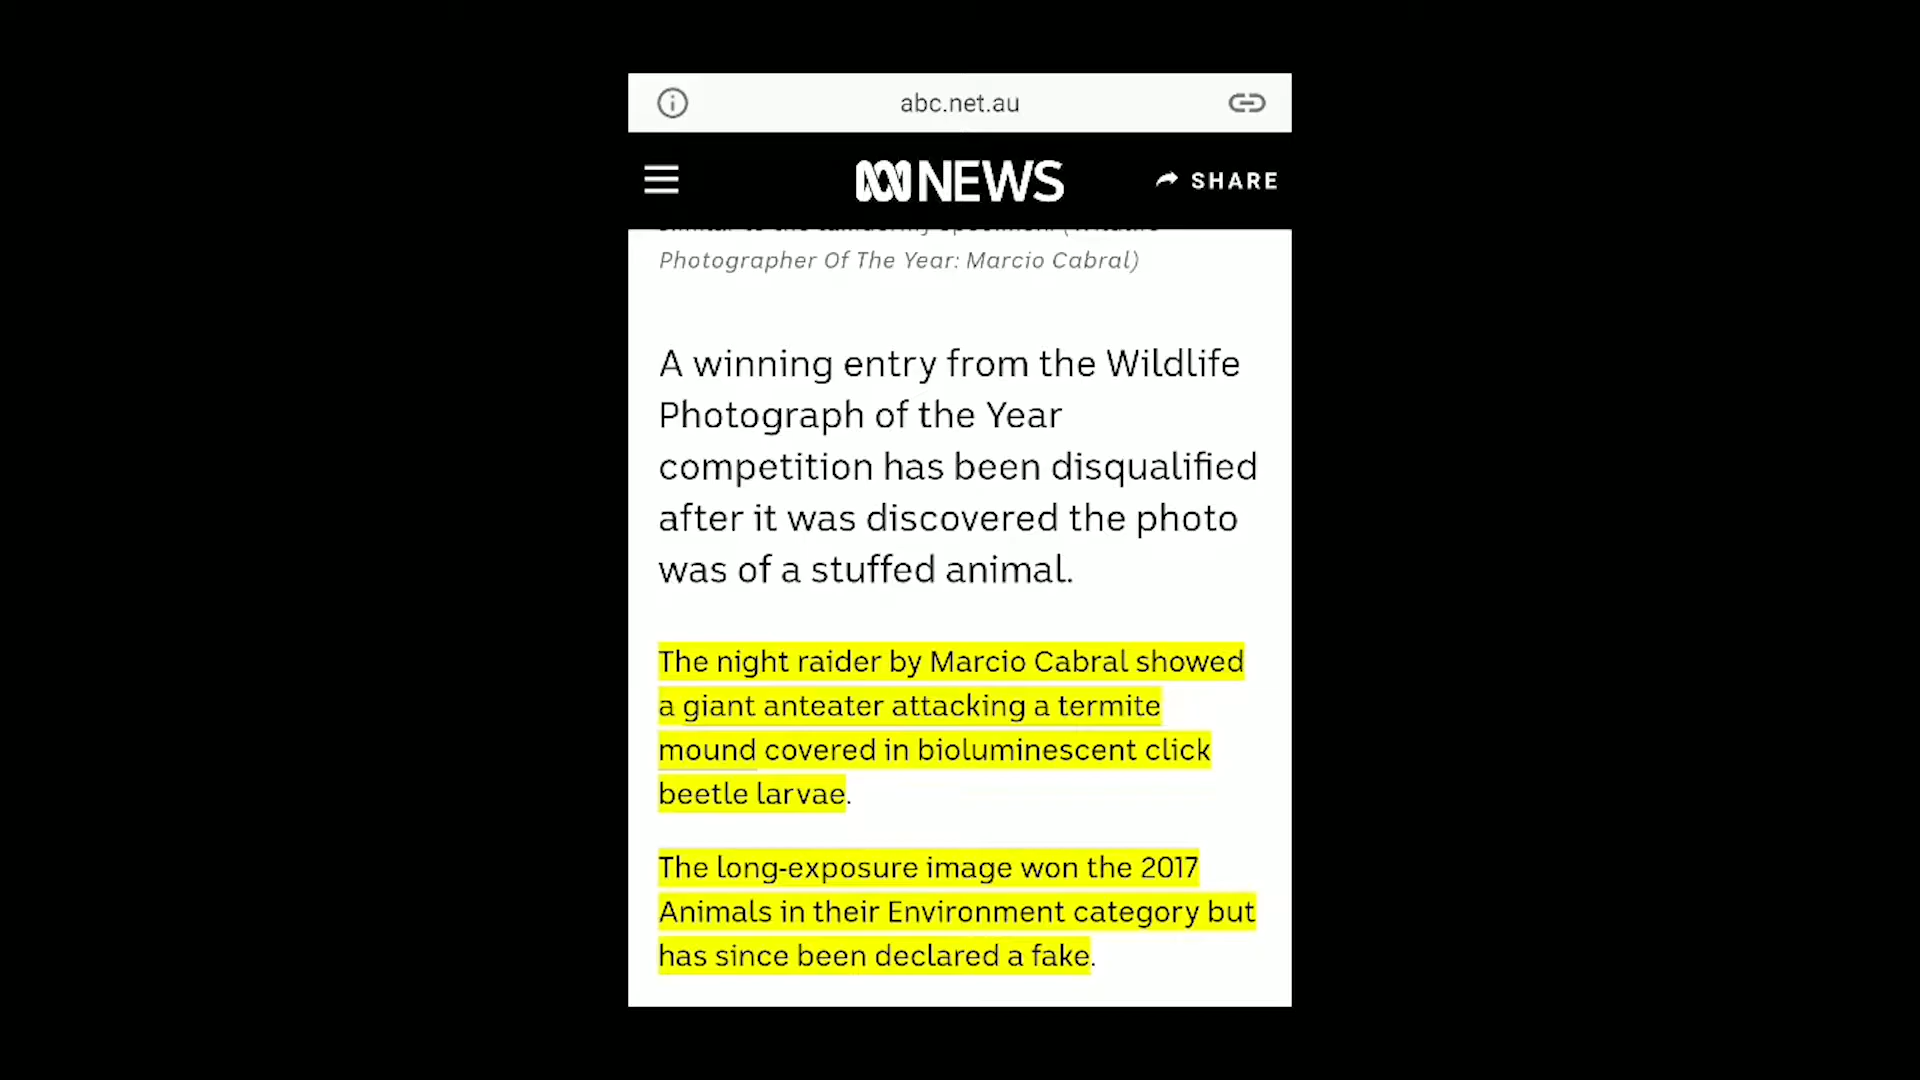 abc.net.au
NEWS
SHARE
Photographer Of The Year: Marcio Cabral)
A winning entry from the Wildlife
Photograph of the Year
competition has been disqualified
after it was discovered the photo
was of a stuffed animal.
The night raider by Marcio Cabral showed
a giant anteater attacking a termite
mound covered in bioluminescent click
beetle larvae.
The long-exposure image won the 2017
Animals in their Environment category but
has since been declared a fake.